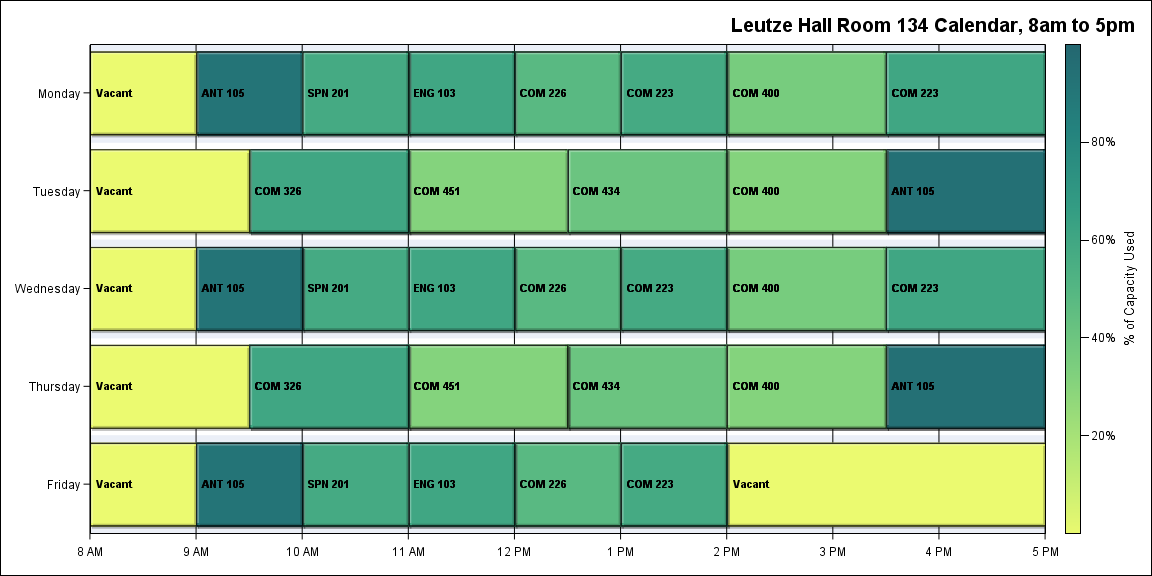 Leutze Hall Room 134 Calendar, 8am to 5pm
Monday
Vacant
ANT 105
SPN 201
ENG 103
COM 226
COM 223
COM 400
COM 223
Tuesday
Vacant
COM 326
COM 451
COM 434
COM 400
ANT 105
Wednesday
Vacant
ANT 105
SPN 201
ENG 103
COM 226
COM 223
COM 400
COM 223
Thursday
Vacant
COM 326
COM 451
COM 434
COM 400
ANT 105
Friday
Vacant
ANT 105
SPN 201
ENG 103
COM 226
COM 223
Vacant
8 AM
9 AM
10 AM
11 AM
12 PM
1 PM
2 PM
3 PM
4 PM
5 PM
80%
60%
40%
20%
% of Capacity Used